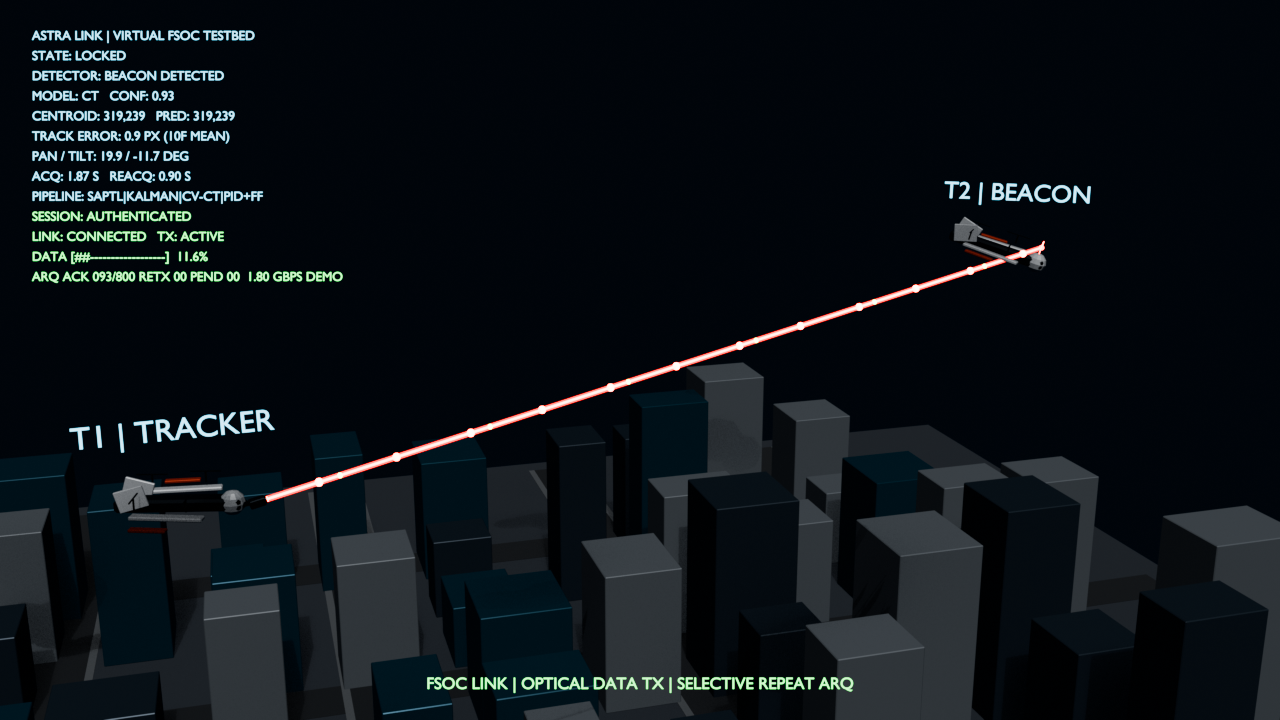 ASTRA LINK | VIRTUAL FSOC TESTBED
STATE: LOCKED
DETECTOR: BEACON DETECTED
MODEL: CT   CONF: 0.93
CENTROID: 319,239   PRED: 319,239
TRACK ERROR: 0.9 PX (10F MEAN)
PAN / TILT: 19.9 / -11.7 DEG
ACQ: 1.87 S   REACQ: 0.90 S
PIPELINE: SAPTL|KALMAN|CV-CT|PID+FF
SESSION: AUTHENTICATED
LINK: CONNECTED   TX: ACTIVE
DATA [##------------------]  11.6%
ARQ ACK 093/800 RETX 00 PEND 00  1.80 GBPS DEMO
T2 | BEACON
T1 | TRACKER
FSOC LINK | OPTICAL DATA TX | SELECTIVE REPEAT ARQ